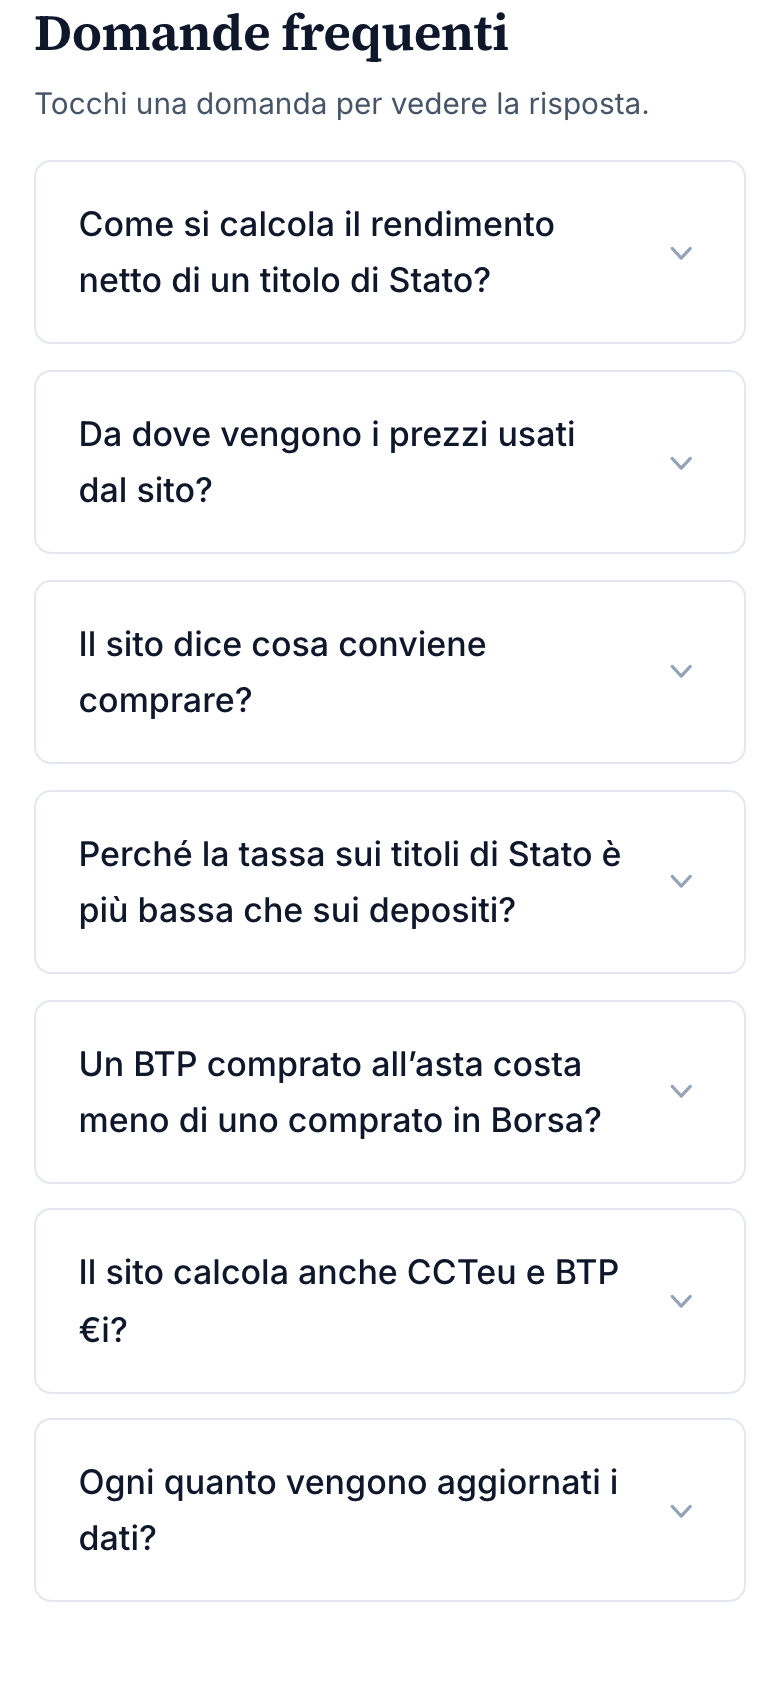 Domande frequenti
Tocchi una domanda per vedere la risposta.
Come si calcola il rendimento
netto di un titolo di Stato?
Da dove vengono i prezzi usati
dal sito?
Il sito dice cosa conviene
comprare?
Perché la tassa sui titoli di Stato è
più bassa che sui depositi?
Un BTP comprato all’asta costa
meno di uno comprato in Borsa?
Il sito calcola anche CCTeu e BTP
€i?
Ogni quanto vengono aggiornati i
dati?